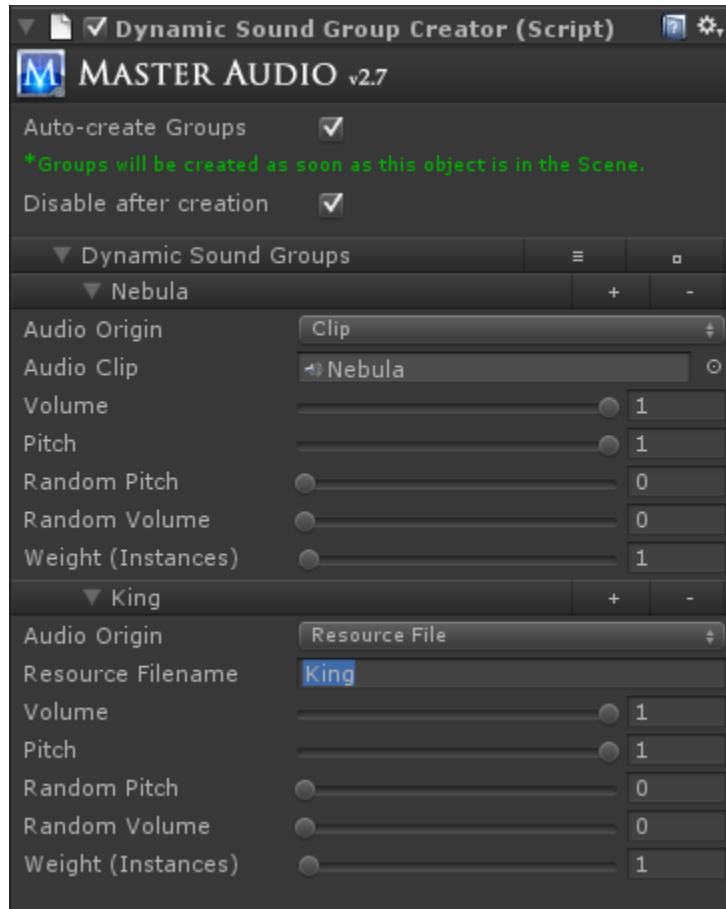 Dynamic Sound Group Creator (Script)
MASTER AUDIO v2.7
Auto-create Groups
*Groups will be created as soon as this object is in the Scene.
Disable after creation
Dynamic Sound Groups
Nebula + -
Audio Origin Clip
Audio Clip Nebula
Volume 1
Pitch 1
Random Pitch 0
Random Volume 0
Weight (Instances) 1
King + -
Audio Origin Resource File
Resource Filename King
Volume 1
Pitch 1
Random Pitch 0
Random Volume 0
Weight (Instances) 1